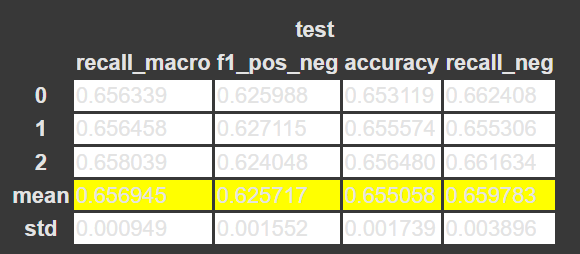 test
recall_macro f1_pos_neg accuracy recall_neg
0 0.656339 0.625988 0.653119 0.662408
1 0.656458 0.627115 0.655574 0.655306
2 0.658039 0.624048 0.656480 0.661634
mean 0.656945 0.625717 0.655058 0.659783
std 0.000949 0.001552 0.001739 0.003896